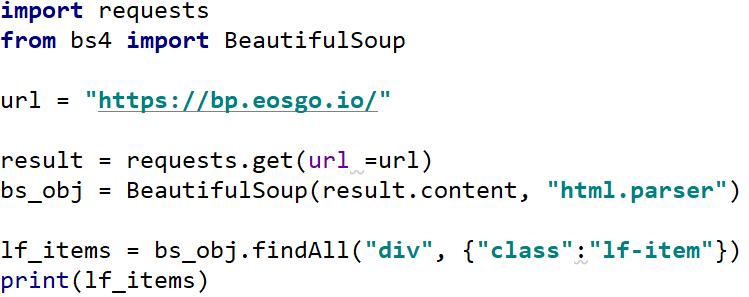 import requests
from bs4 import BeautifulSoup
url = "https://bp.eosgo.io/"
result = requests.get(url =url)
bs_obj = BeautifulSoup(result.content, "html.parser")
lf_items = bs_obj.findAll("div", {"class":"lf-item"})
print(lf_items)